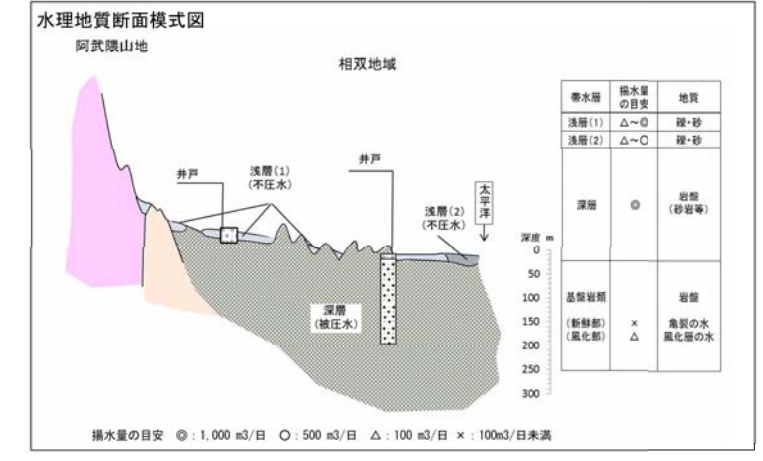 水理地質断面模式図
阿武隈山地
相双地域
井戸
浅層(1)
(不圧水)
井戸
浅層(2)
(不圧水)
太平洋
深層
(被圧水)
深度 m
0
50
100
150
200
250
300
帯水層 揚水量の目安 地質
浅層(1) △～◎ 礫・砂
浅層(2) △～○ 礫・砂
深層 ◎ 岩盤
(砂岩等)
基盤岩類 岩盤
(新鮮部) × 亀裂の水
(風化部) △ 風化層の水
揚水量の目安 ◎：1,000 m3/日 ○：500 m3/日 △：100 m3/日 ×：100m3/日未満